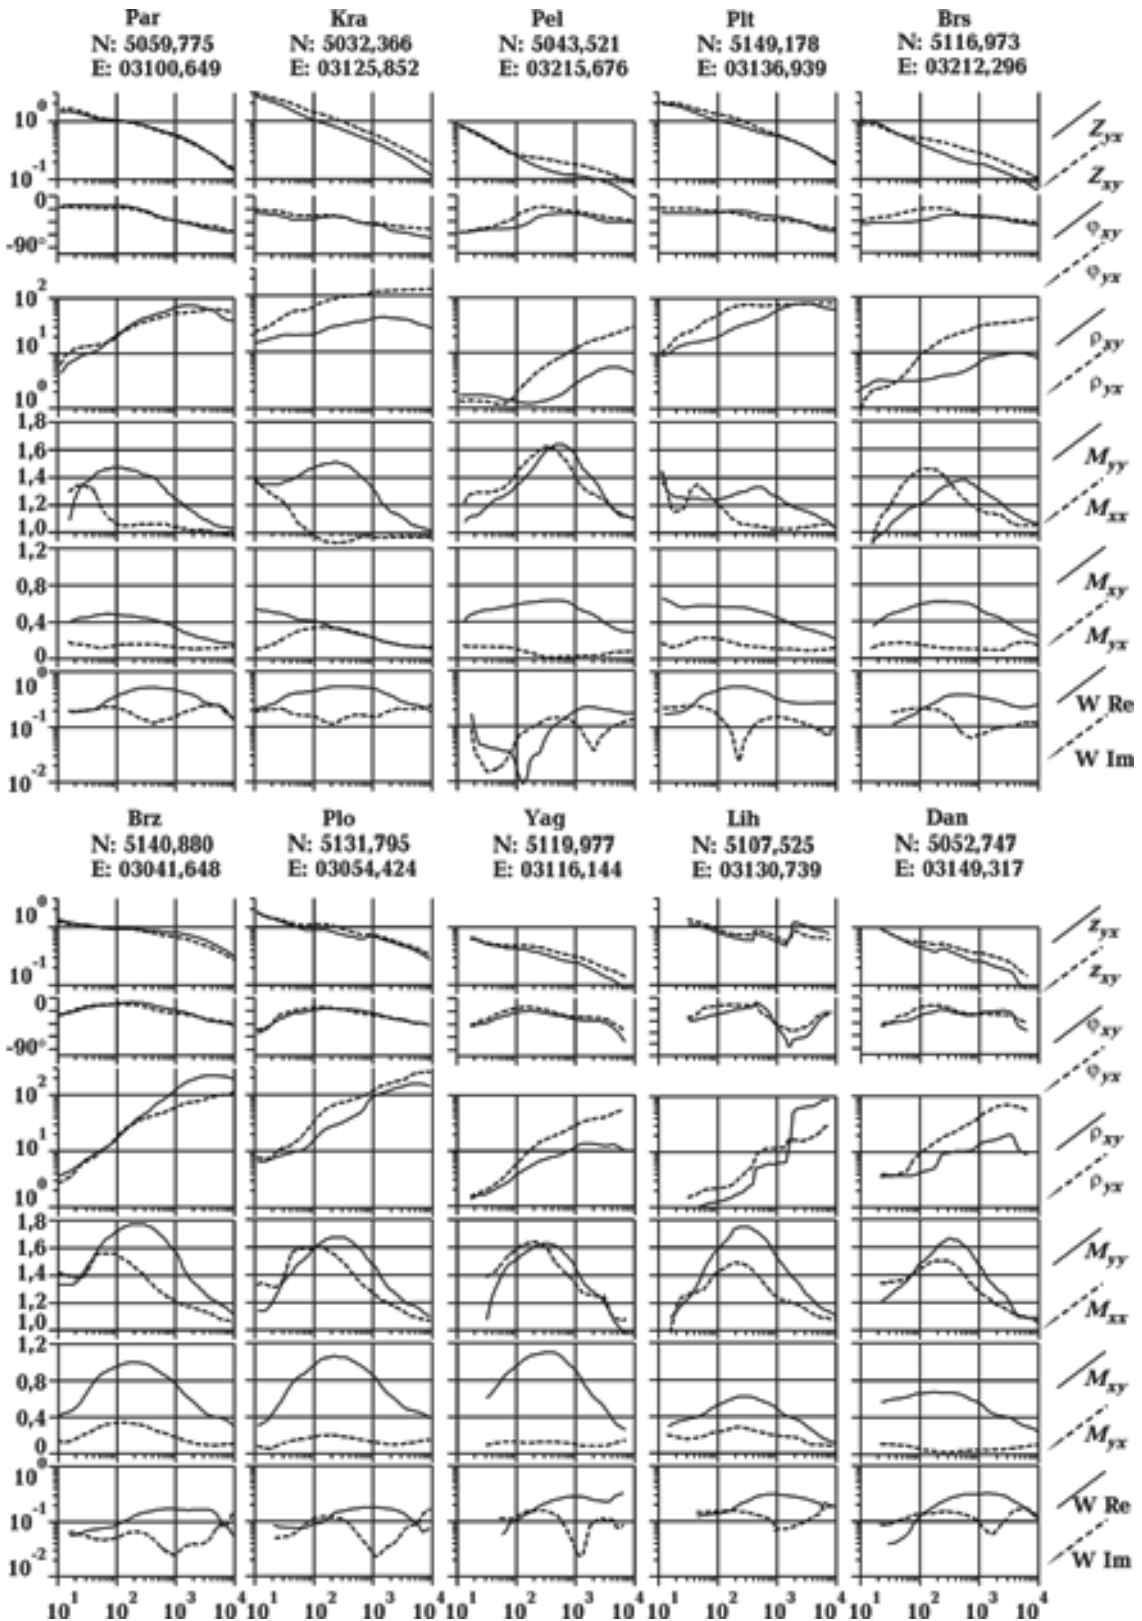 Par Kra Pel Plt Brs
N: 5059,775 N: 5032,366 N: 5043,521 N: 5149,178 N: 5116,973
E: 03100,649 E: 03125,852 E: 03215,676 E: 03136,939 E: 03212,296
10⁰
Z_yx
10⁻¹ Z_xy
0
φ_xy
-90°
φ_yx
10²
ρ_xy
10¹
ρ_yx
10⁰
1,8
1,6
M_yy
1,4
1,2 M_xx
1,0
1,2
0,8 M_xy
0,4
M_yx
0
10⁰
W Re
10⁻¹
W Im
10⁻²
Brz Plo Yag Lih Dan
N: 5140,880 N: 5131,795 N: 5119,977 N: 5107,525 N: 5052,747
E: 03041,648 E: 03054,424 E: 03116,144 E: 03130,739 E: 03149,317
10⁰
z_yx
10⁻¹ z_xy
0
φ_xy
-90°
φ_yx
10²
ρ_xy
10¹
ρ_yx
10⁰
1,8
1,6 M_yy
1,4
1,2 M_xx
1,0
1,2
0,8 M_xy
0,4
M_yx
0
10⁰
W Re
10⁻¹
10⁻² W Im
10¹ 10² 10³ 10⁴ 10¹ 10² 10³ 10⁴ 10¹ 10² 10³ 10⁴ 10¹ 10² 10³ 10⁴ 10¹ 10² 10³ 10⁴